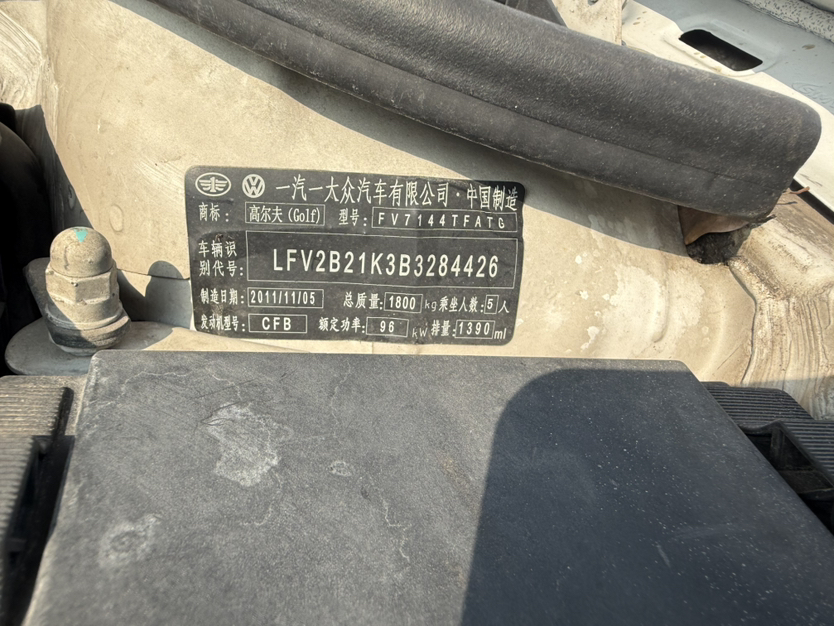 一汽一大众汽车有限公司·中国制造
商标: 高尔夫(Golf) 型号: FV7144TFATG
车辆识别代号: LFV2B21K3B3284426
制造日期: 2011/11/05 总质量: 1800 kg 乘坐人数: 5 人
发动机型号: CFB 额定功率: 96 kw 排量: 1390 ml